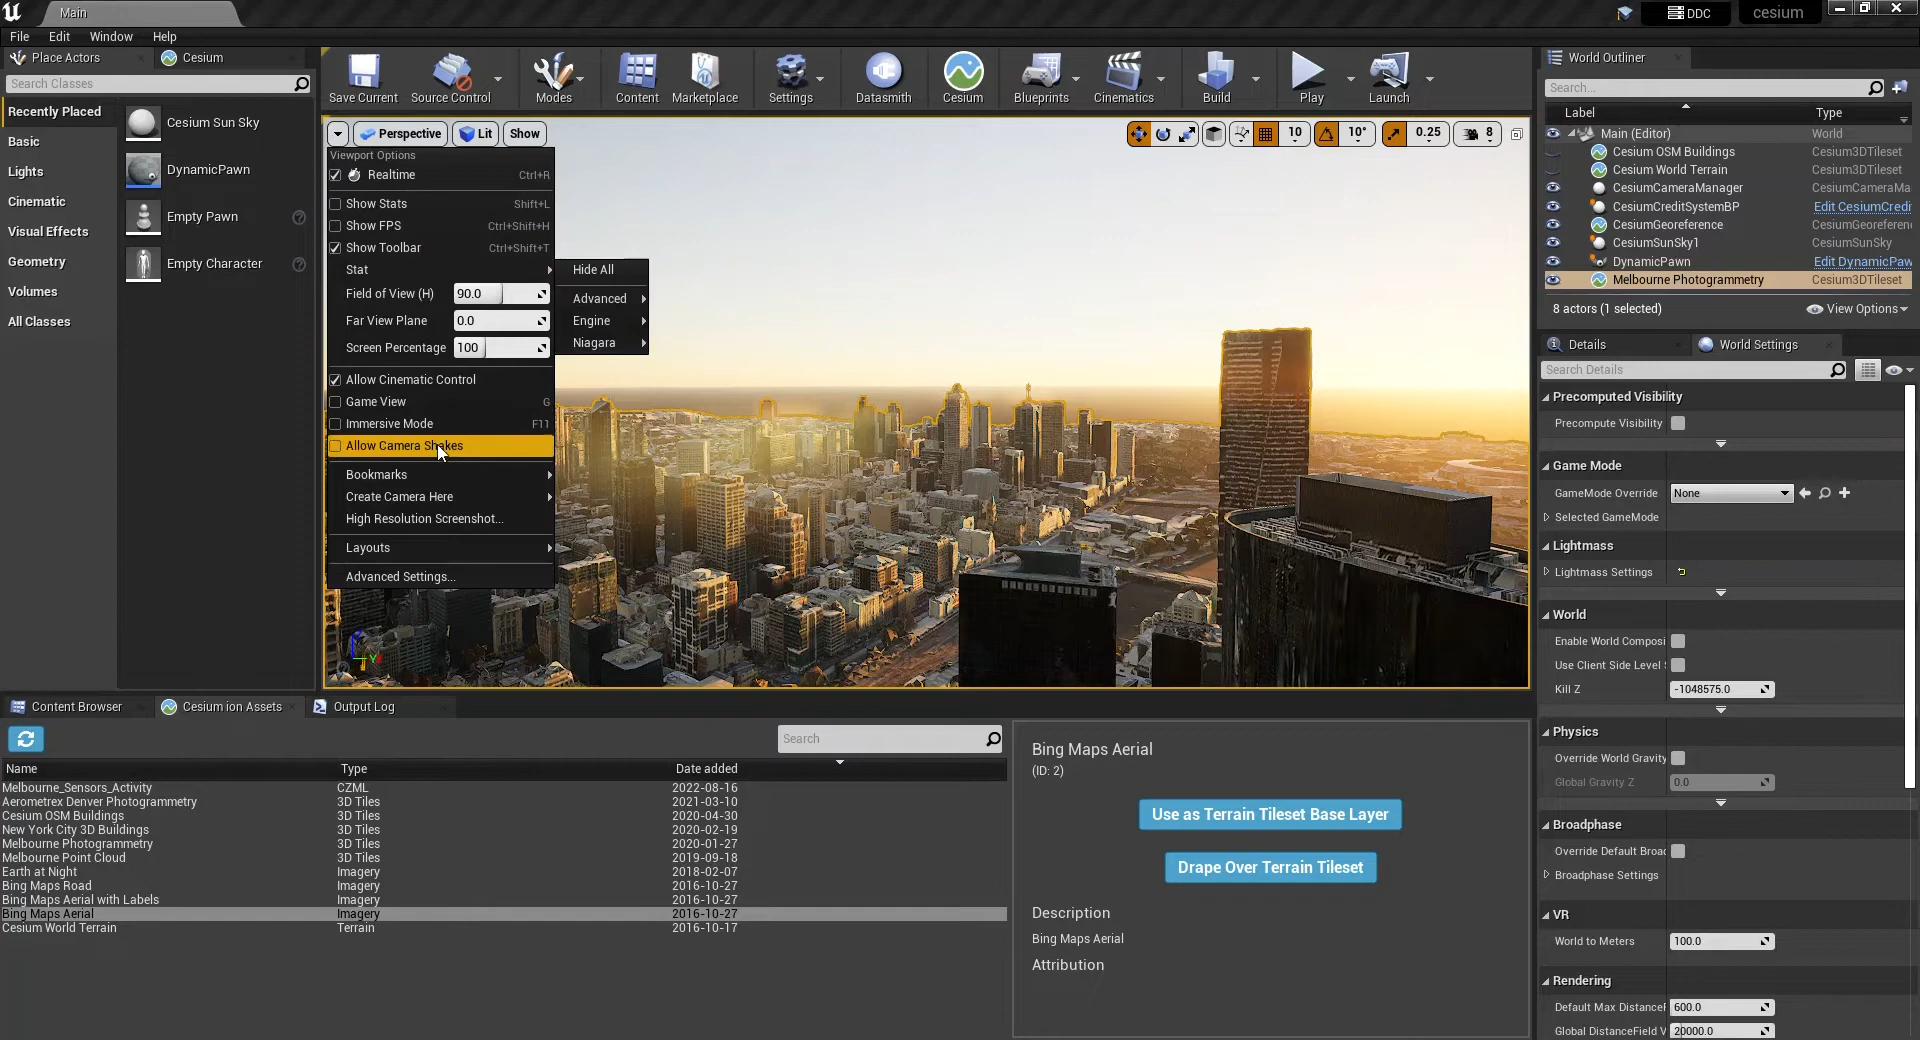 Main
DDC
cesium
File Edit Window Help
Place Actors
Cesium
Search Classes
Recently Placed
Basic
Lights
Cinematic
Visual Effects
Geometry
Volumes
All Classes
Cesium Sun Sky
DynamicPawn
Empty Pawn
Empty Character
Save Current
Source Control
Modes
Content
Marketplace
Settings
Datasmith
Cesium
Blueprints
Cinematics
Build
Play
Launch
Perspective
Lit
Show
10
10°
0.25
8
Viewport Options
Realtime Ctrl+R
Show Stats Shift+L
Show FPS Ctrl+Shift+H
Show Toolbar Ctrl+Shift+T
Stat
Field of View (H) 90.0
Far View Plane 0.0
Screen Percentage 100
Allow Cinematic Control
Game View G
Immersive Mode F11
Allow Camera Shakes
Bookmarks
Create Camera Here
High Resolution Screenshot...
Layouts
Advanced Settings...
Hide All
Advanced
Engine
Niagara
Y
World Outliner
Search...
Label Type
Main (Editor) World
Cesium OSM Buildings Cesium3DTileset
Cesium World Terrain Cesium3DTileset
CesiumCameraManager CesiumCameraMa
CesiumCreditSystemBP Edit CesiumCredit
CesiumGeoreference CesiumGeoreferenc
CesiumSunSky1 CesiumSunSky
DynamicPawn Edit DynamicPaw
Melbourne Photogrammetry Cesium3DTileset
8 actors (1 selected)
View Options
Details
World Settings
Search Details
Precomputed Visibility
Precompute Visibility
Game Mode
GameMode Override None
Selected GameMode
Lightmass
Lightmass Settings
World
Enable World Composi
Use Client Side Level
Kill Z -1048575.0
Physics
Override World Gravity
Global Gravity Z 0.0
Broadphase
Override Default Broad
Broadphase Settings
VR
World to Meters 100.0
Rendering
Default Max DistanceF 600.0
Global DistanceField V 20000.0
Content Browser
Cesium ion Assets
Output Log
Search
Name Type Date added
Melbourne_Sensors_Activity CZML 2022-08-16
Aerometrex Denver Photogrammetry 3D Tiles 2021-03-10
Cesium OSM Buildings 3D Tiles 2020-04-30
New York City 3D Buildings 3D Tiles 2020-02-19
Melbourne Photogrammetry 3D Tiles 2020-01-27
Melbourne Point Cloud 3D Tiles 2019-09-18
Earth at Night Imagery 2018-02-07
Bing Maps Road Imagery 2016-10-27
Bing Maps Aerial with Labels Imagery 2016-10-27
Bing Maps Aerial Imagery 2016-10-27
Cesium World Terrain Terrain 2016-10-17
Bing Maps Aerial
(ID: 2)
Use as Terrain Tileset Base Layer
Drape Over Terrain Tileset
Description
Bing Maps Aerial
Attribution